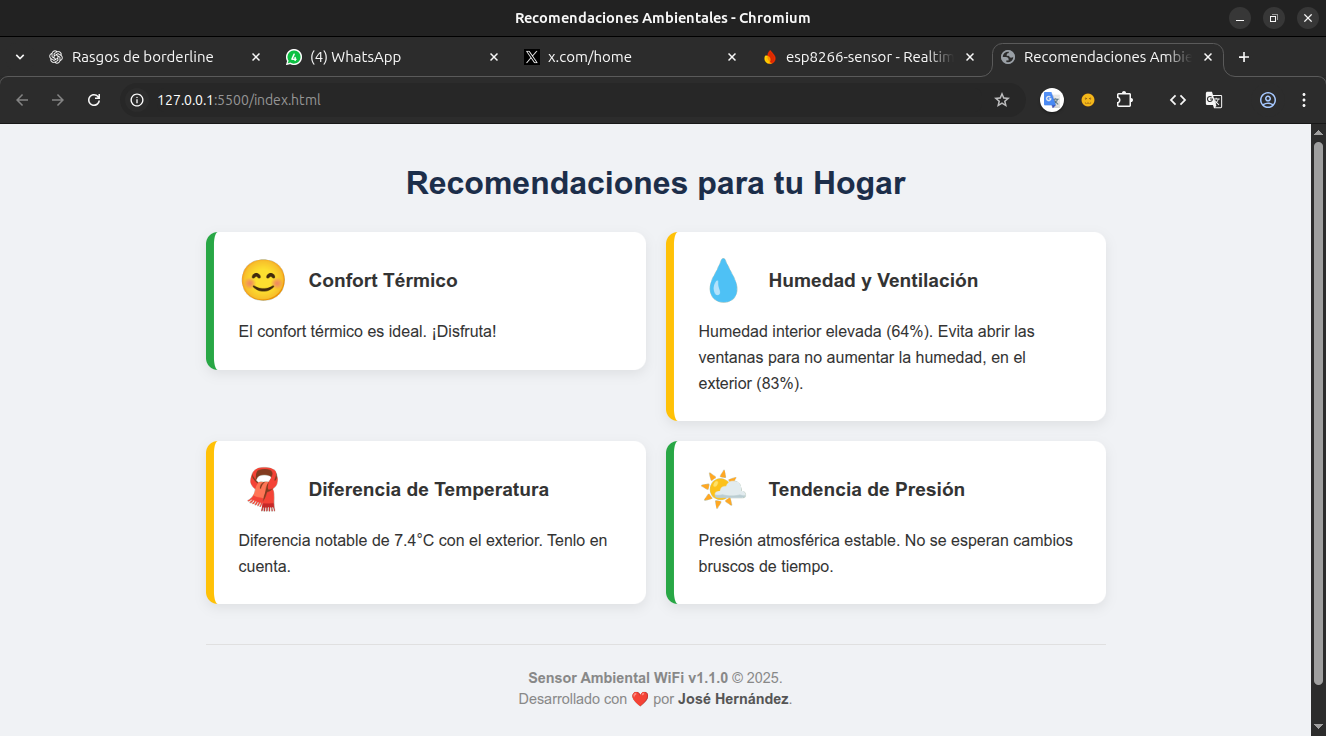 Recomendaciones Ambientales - Chromium
Rasgos de borderline
4 (4) WhatsApp
x.com/home
esp8266-sensor - Realtim
Recomendaciones Ambie
127.0.0.1:5500/index.html
Recomendaciones para tu Hogar
Confort Térmico
El confort térmico es ideal. ¡Disfruta!
Humedad y Ventilación
Humedad interior elevada (64%). Evita abrir las
ventanas para no aumentar la humedad, en el
exterior (83%).
Diferencia de Temperatura
Diferencia notable de 7.4°C con el exterior. Tenlo en
cuenta.
Tendencia de Presión
Presión atmosférica estable. No se esperan cambios
bruscos de tiempo.
Sensor Ambiental WiFi v1.1.0 © 2025.
Desarrollado con ❤️ por José Hernández.